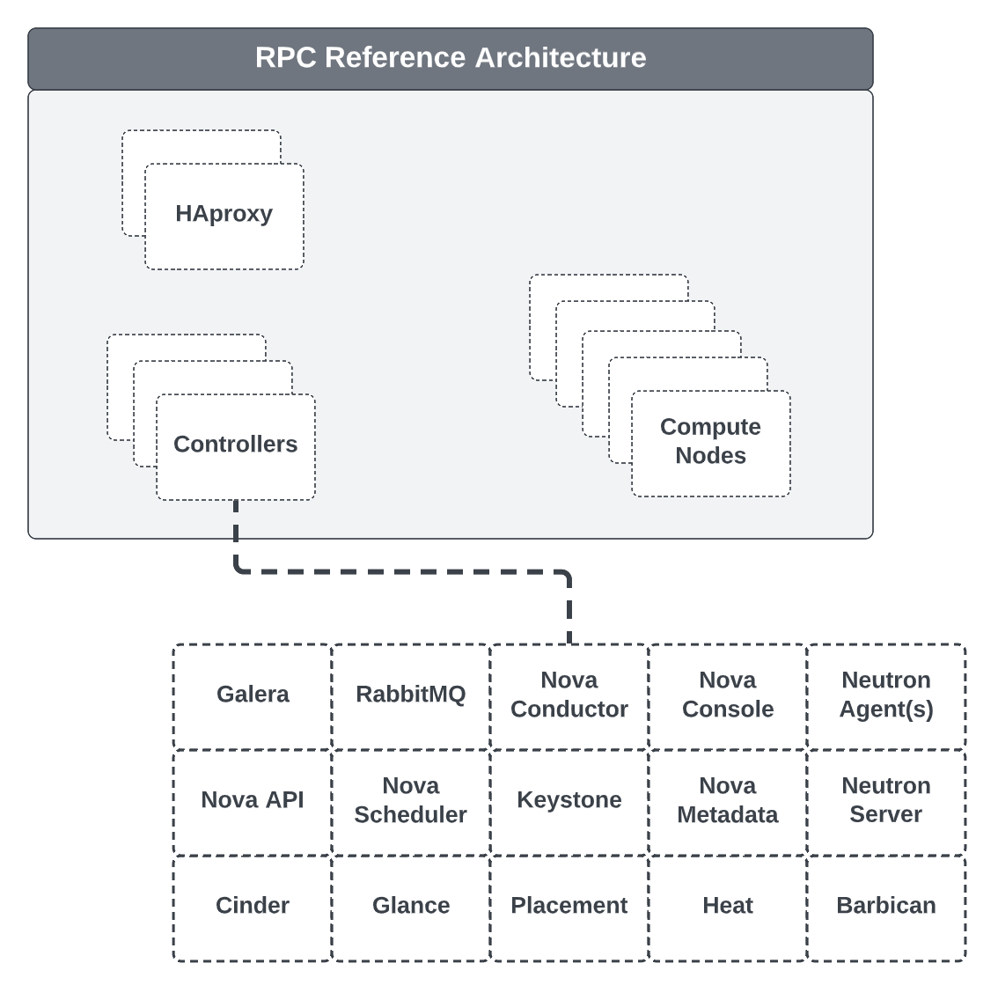 RPC Reference Architecture
HAproxy
Controllers
Compute
Nodes
Galera
RabbitMQ
Nova
Conductor
Nova
Console
Neutron
Agent(s)
Nova API
Nova
Scheduler
Keystone
Nova
Metadata
Neutron
Server
Cinder
Glance
Placement
Heat
Barbican